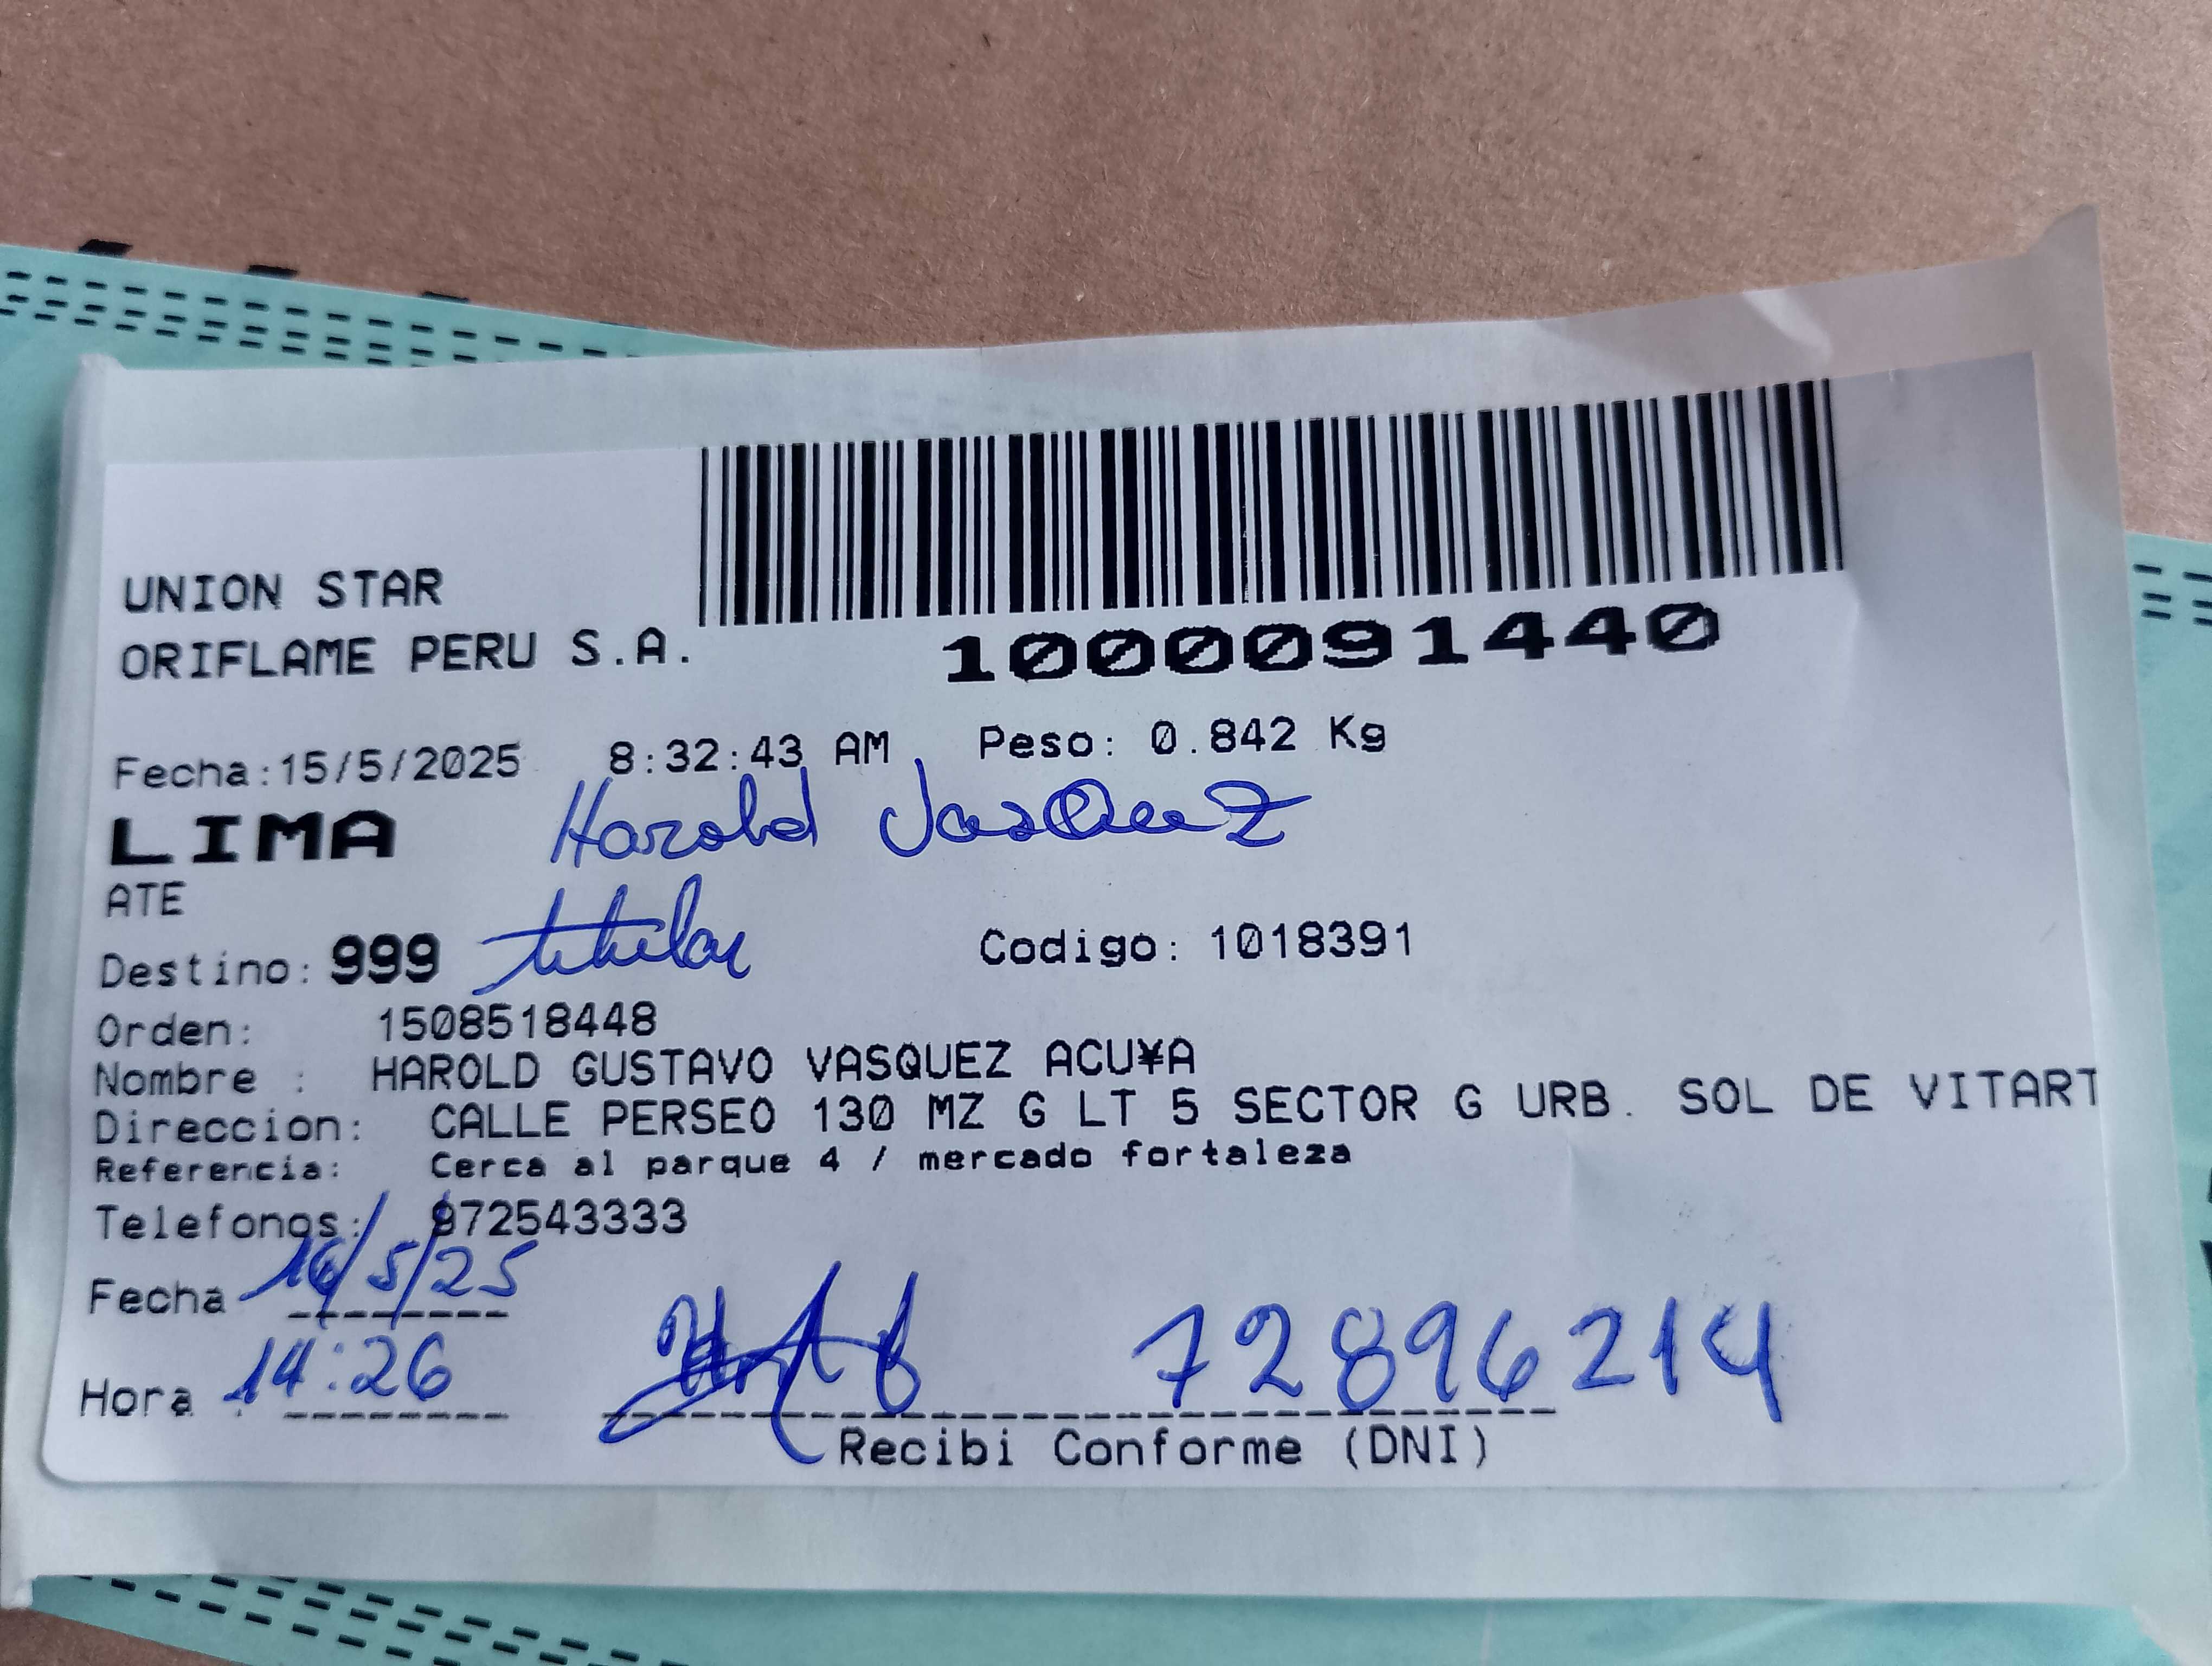 UNION STAR
ORIFLAME PERU S.A.
1000091440
Fecha:15/5/2025 8:32:43 AM Peso: 0.842 Kg
Harold Vasquez
LIMA
ATE
titular
Destino: 999 Codigo: 1018391
Orden: 1508518448
Nombre : HAROLD GUSTAVO VASQUEZ ACU¥A
Direccion: CALLE PERSEO 130 MZ G LT 5 SECTOR G URB. SOL DE VITART
Referencia: Cerca al parque 4 / mercado fortaleza
Telefonos: 972543333
Fecha 16/5/25
Hora : 14:26 72896214
Recibi Conforme (DNI)